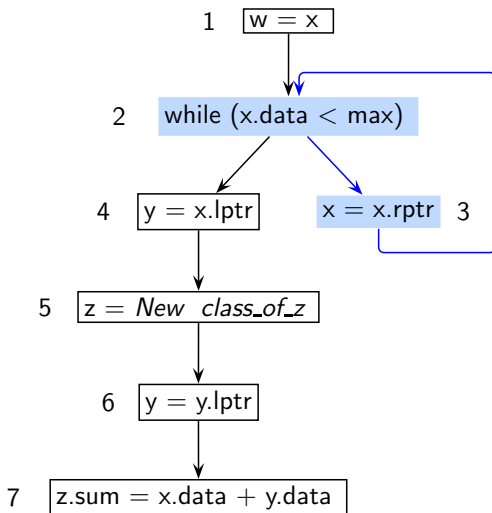 1 w = x
2 while (x.data < max)
4 y = x.lptr x = x.rptr 3
5 z = New class_of_z
6 y = y.lptr
7 z.sum = x.data + y.data